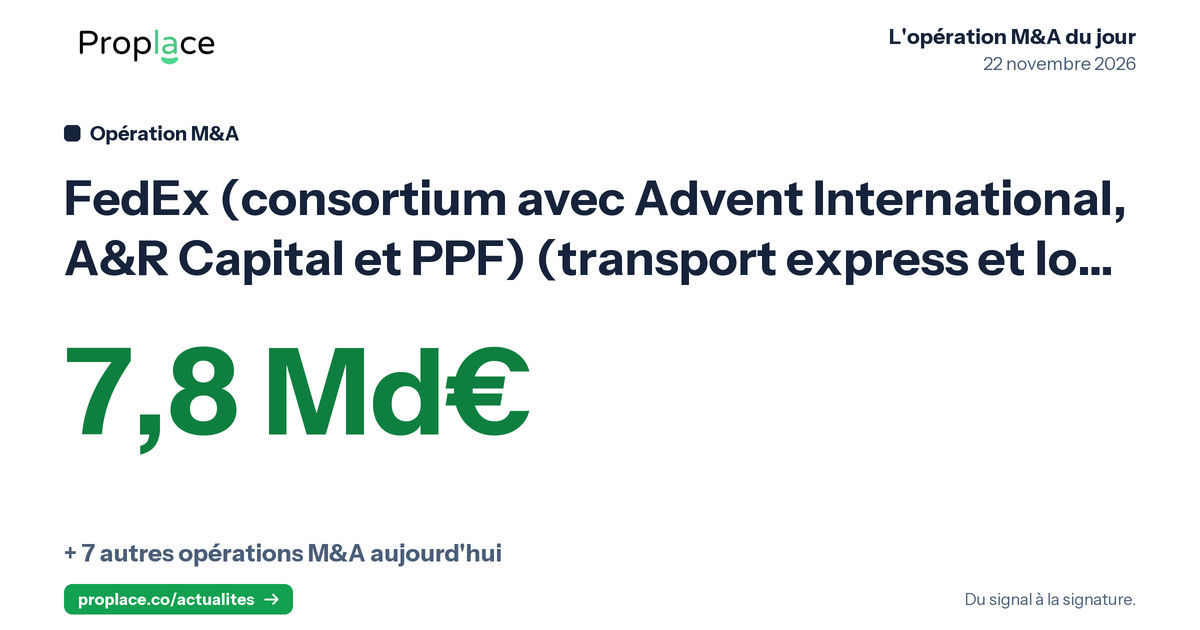 Proplace
L'opération M&A du jour
22 novembre 2026
Opération M&A
FedEx (consortium avec Advent International,
A&R Capital et PPF) (transport express et lo...
7,8 Md€
+ 7 autres opérations M&A aujourd'hui
proplace.co/actualites →
Du signal à la signature.